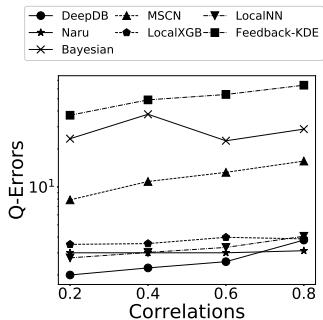 DeepDB MSCN LocalNN
Naru LocalXGB Feedback-KDE
Bayesian
Q-Errors
10¹
0.2 0.4 0.6 0.8
Correlations